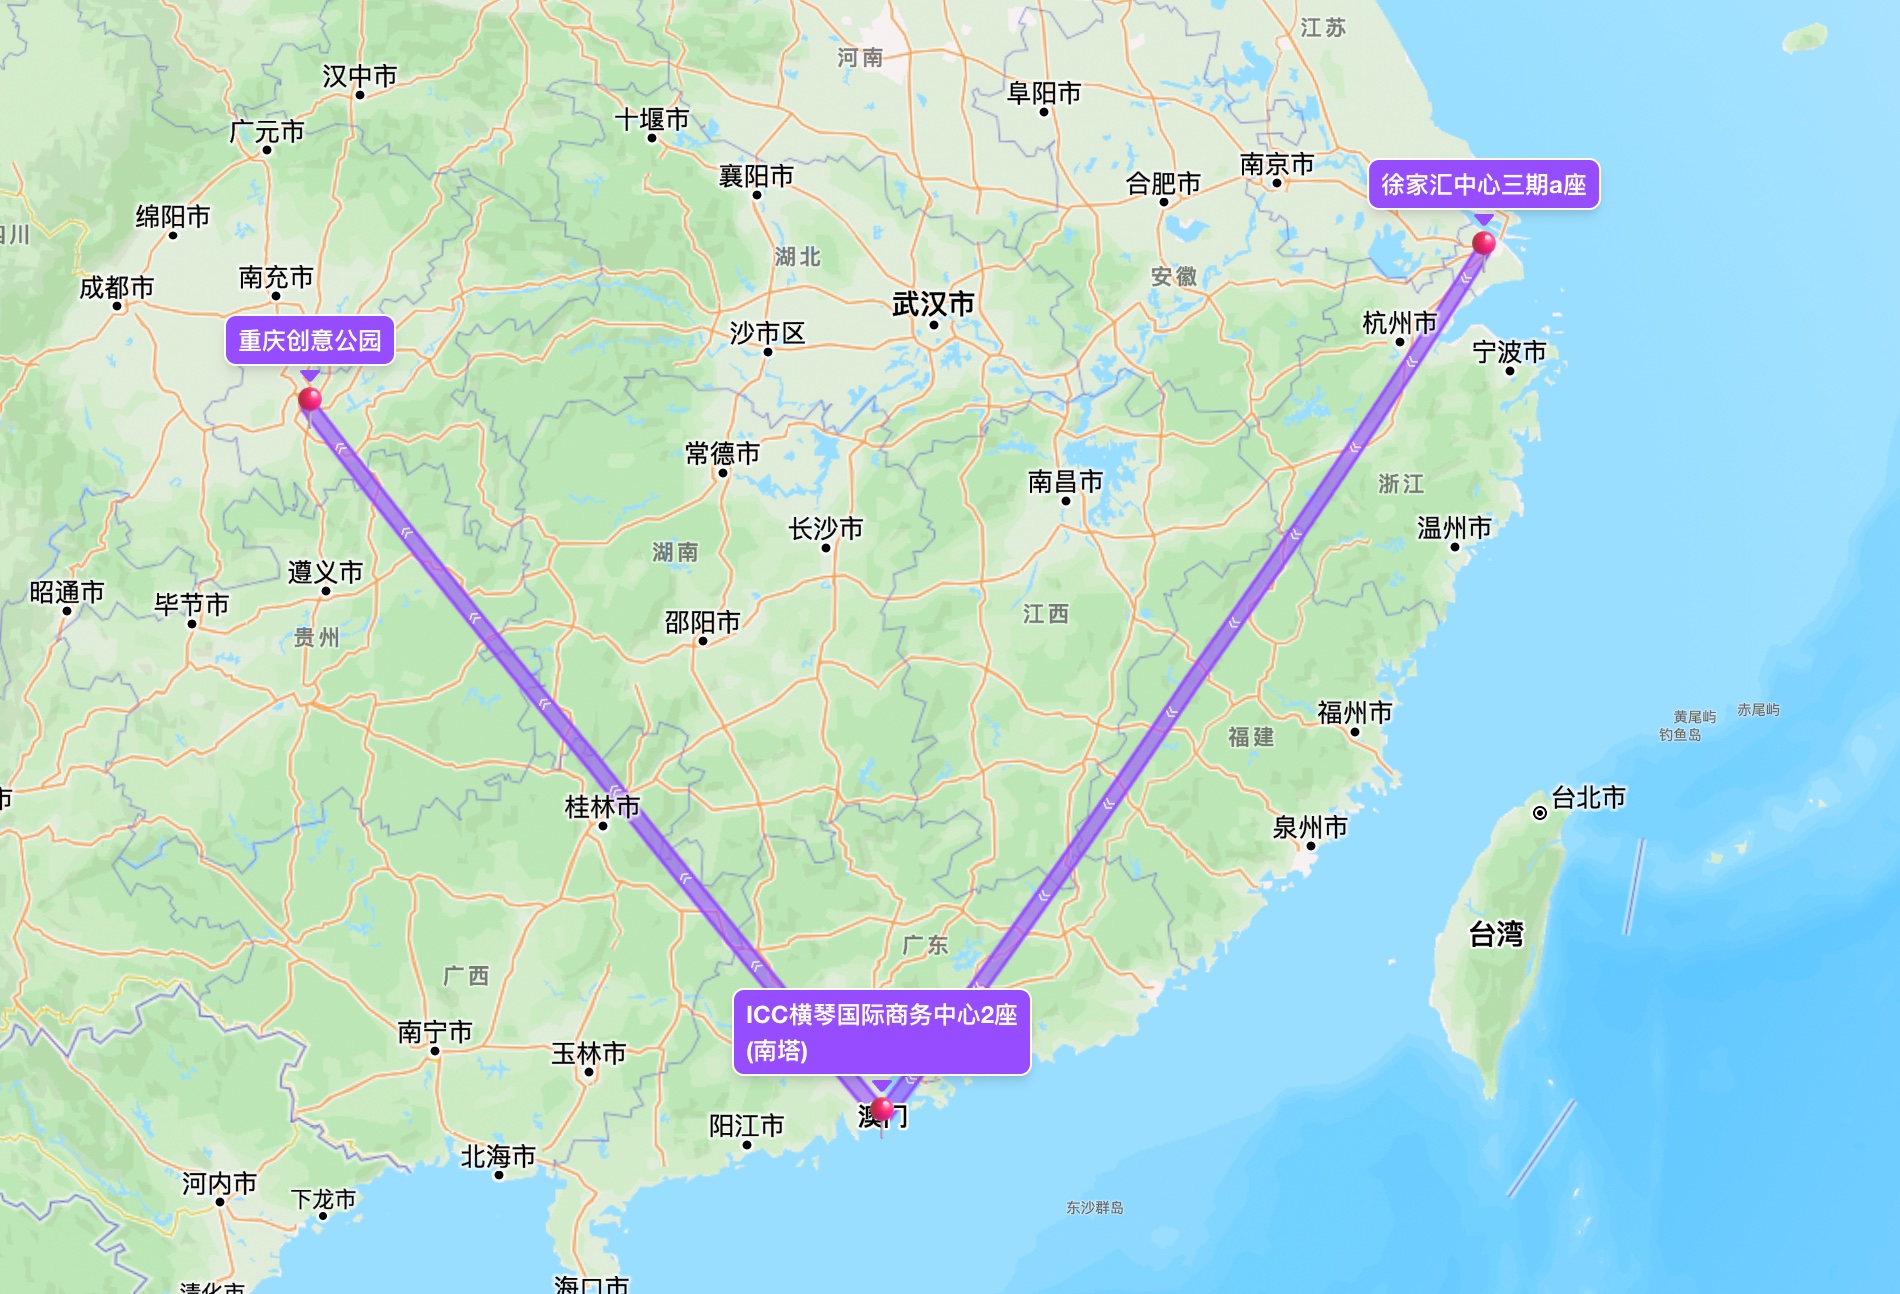 江苏
河南
汉中市
阜阳市
十堰市
广元市
南京市
襄阳市
合肥市
徐家汇中心三期a座
绵阳市
湖北
南充市
安徽
成都市
武汉市
杭州市
沙市区
重庆创意公园
宁波市
常德市
南昌市
浙江
长沙市
温州市
湖南
遵义市
昭通市
毕节市
江西
邵阳市
贵州
福州市
黄尾屿
赤尾屿
钓鱼岛
福建
市
台北市
桂林市
泉州市
台湾
广东
广西
ICC横琴国际商务中心2座
(南塔)
南宁市
玉林市
澳门
阳江市
北海市
河内市
下龙市
东沙群岛
清化市
海口市